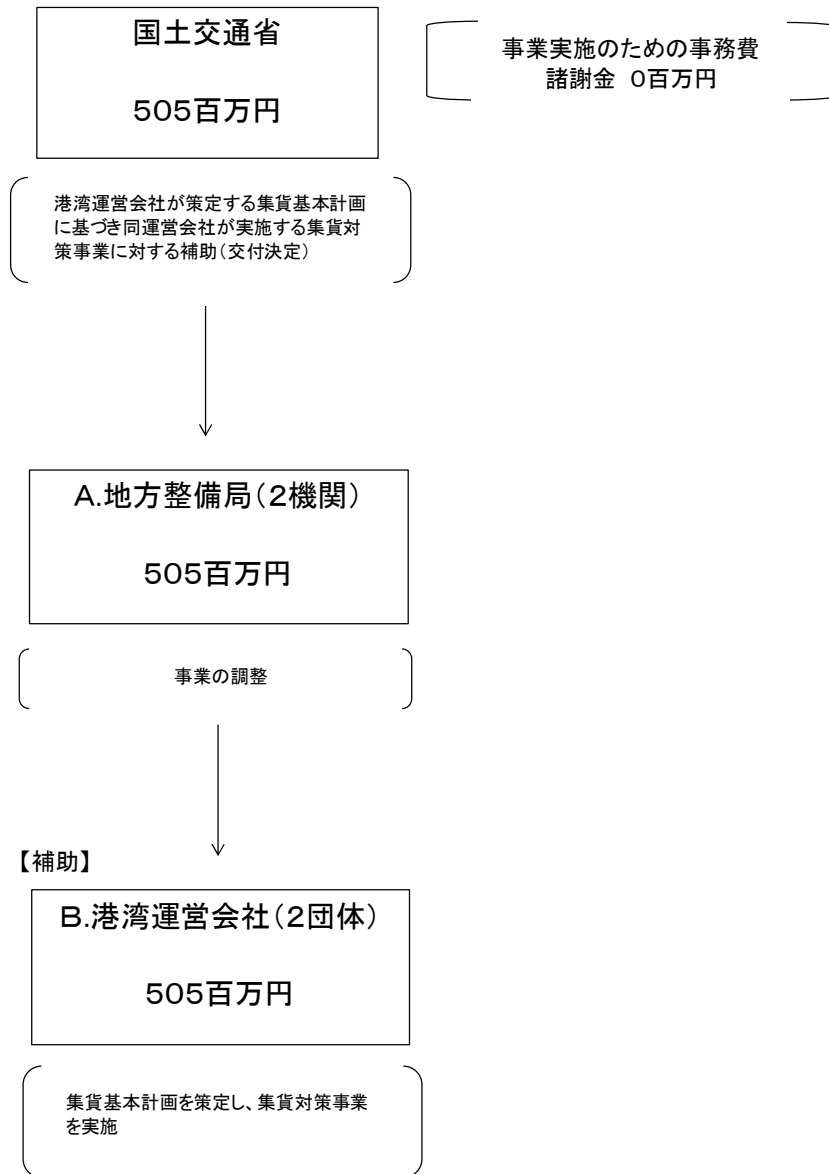 国土交通省
505百万円
事業実施のための事務費
諸謝金 0百万円
港湾運営会社が策定する集貨基本計画
に基づき同運営会社が実施する集貨対
策事業に対する補助(交付決定)
A.地方整備局(2機関)
505百万円
事業の調整
【補助】
B.港湾運営会社(2団体)
505百万円
集貨基本計画を策定し、集貨対策事業
を実施